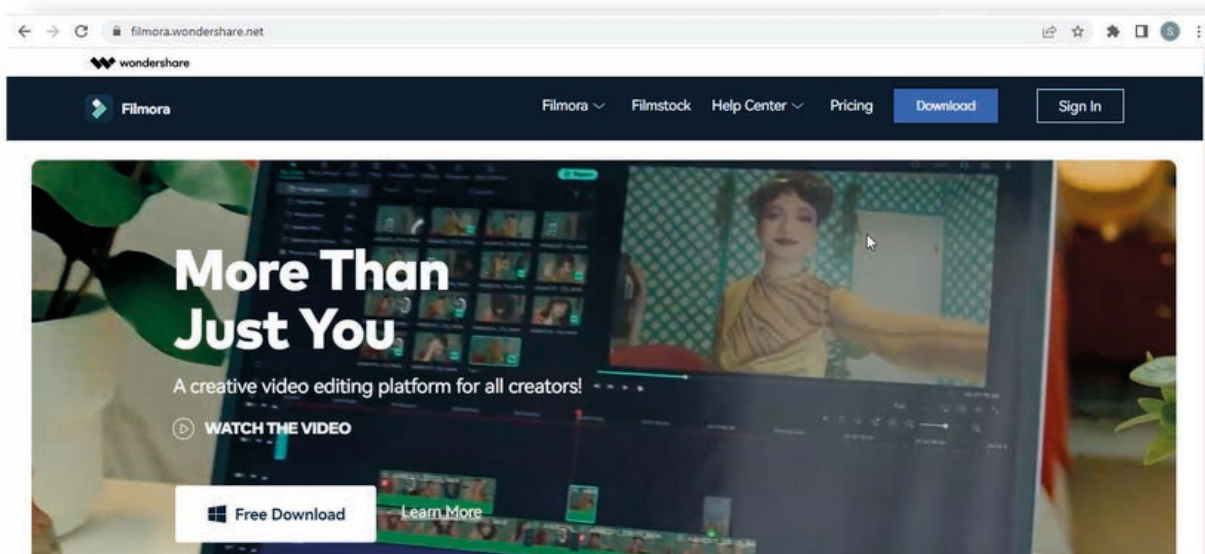 filmora.wondershare.net
S
wondershare
Filmora
Filmora Filmstock Help Center Pricing Download Sign In
More Than
Just You
A creative video editing platform for all creators!
WATCH THE VIDEO
Free Download Learn More